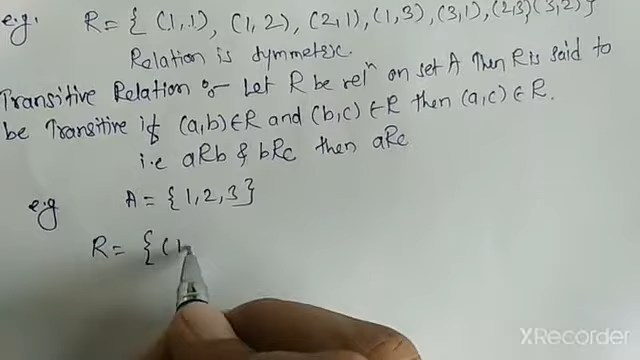 e.g. R = { (1,1), (1,2), (2,1), (1,3), (3,1), (2,3)(3,2)}
Relation is symmetric.
Transitive Relation :- Let R be relⁿ on set A Then R is said to
be Transitive if (a,b)∈R and (b,c)∈R then (a,c)∈R.
i.e aRb & bRc then aRc
e.g A = {1,2,3}
R = { (1
XRecorder